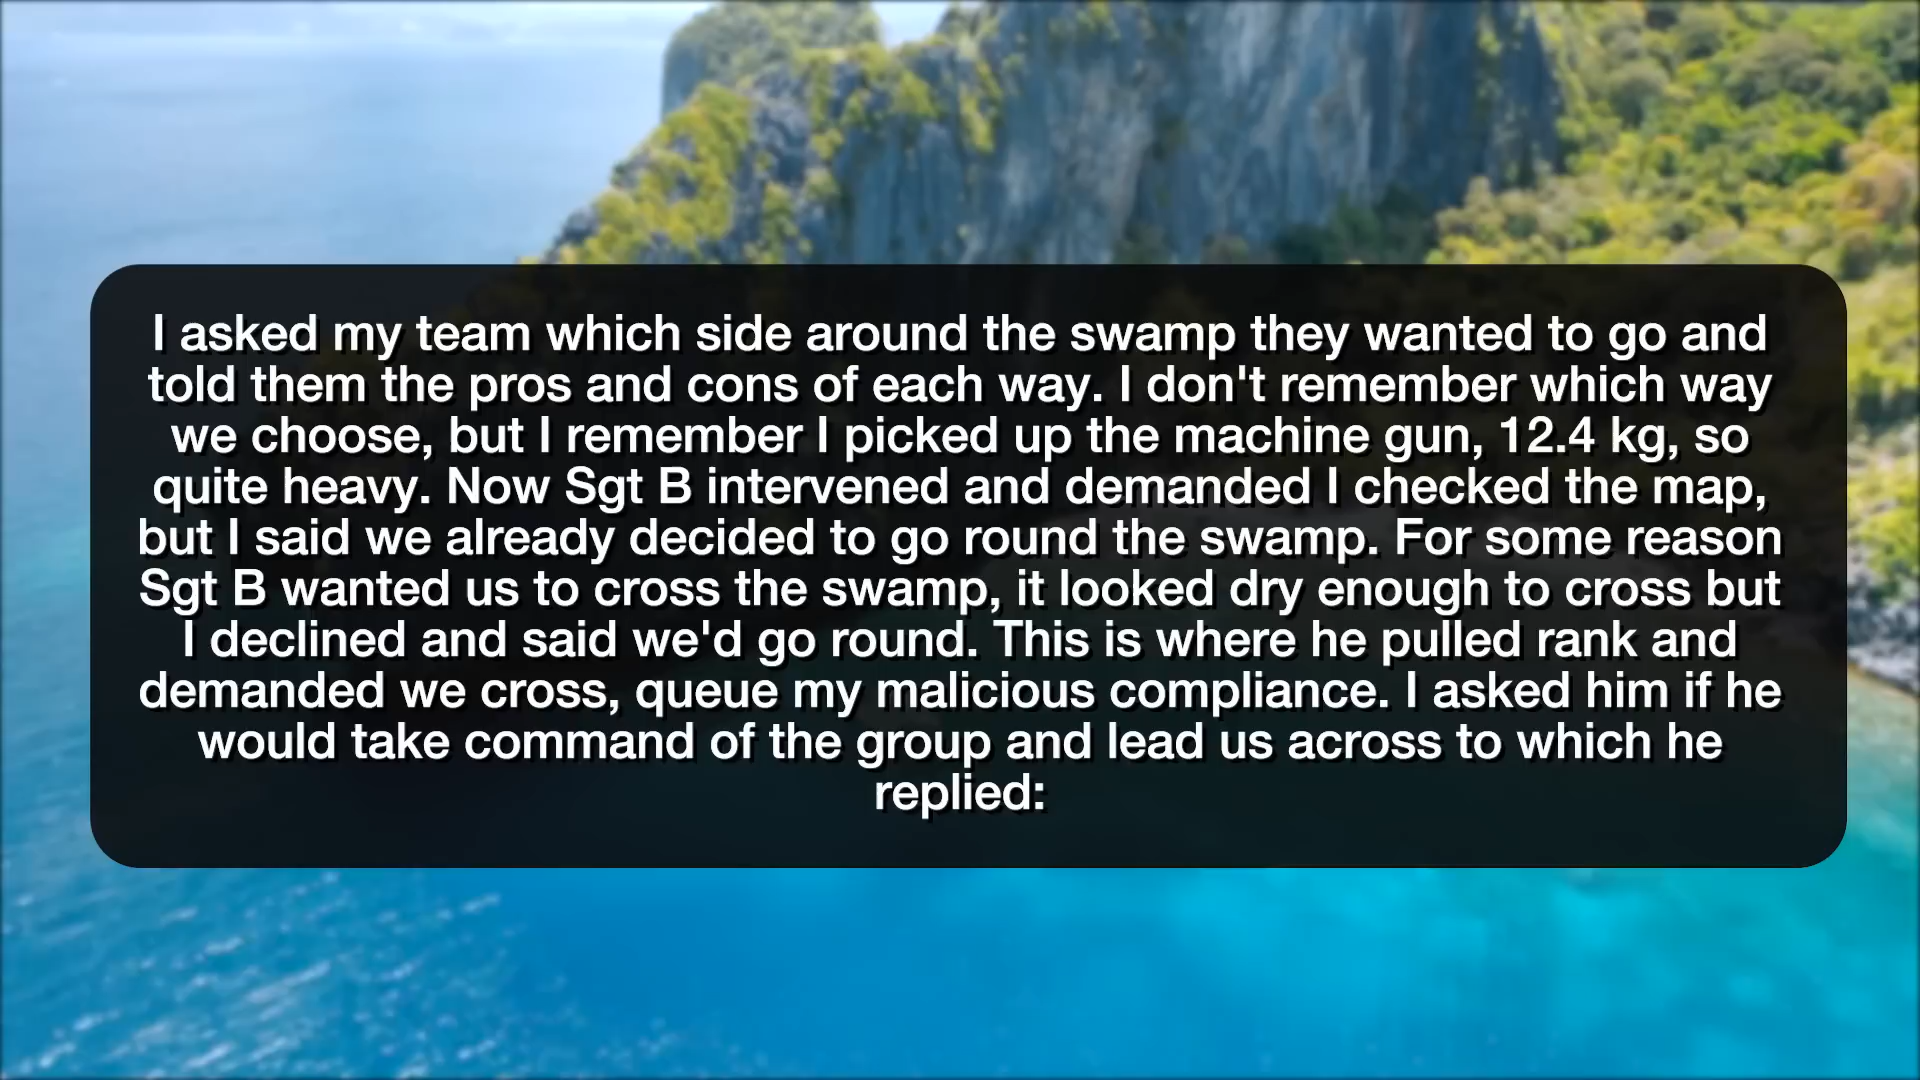 I asked my team which side around the swamp they wanted to go and
told them the pros and cons of each way. I don't remember which way
we choose, but I remember I picked up the machine gun, 12.4 kg, so
quite heavy. Now Sgt B intervened and demanded I checked the map,
but I said we already decided to go round the swamp. For some reason
Sgt B wanted us to cross the swamp, it looked dry enough to cross but
I declined and said we'd go round. This is where he pulled rank and
demanded we cross, queue my malicious compliance. I asked him if he
would take command of the group and lead us across to which he
replied: